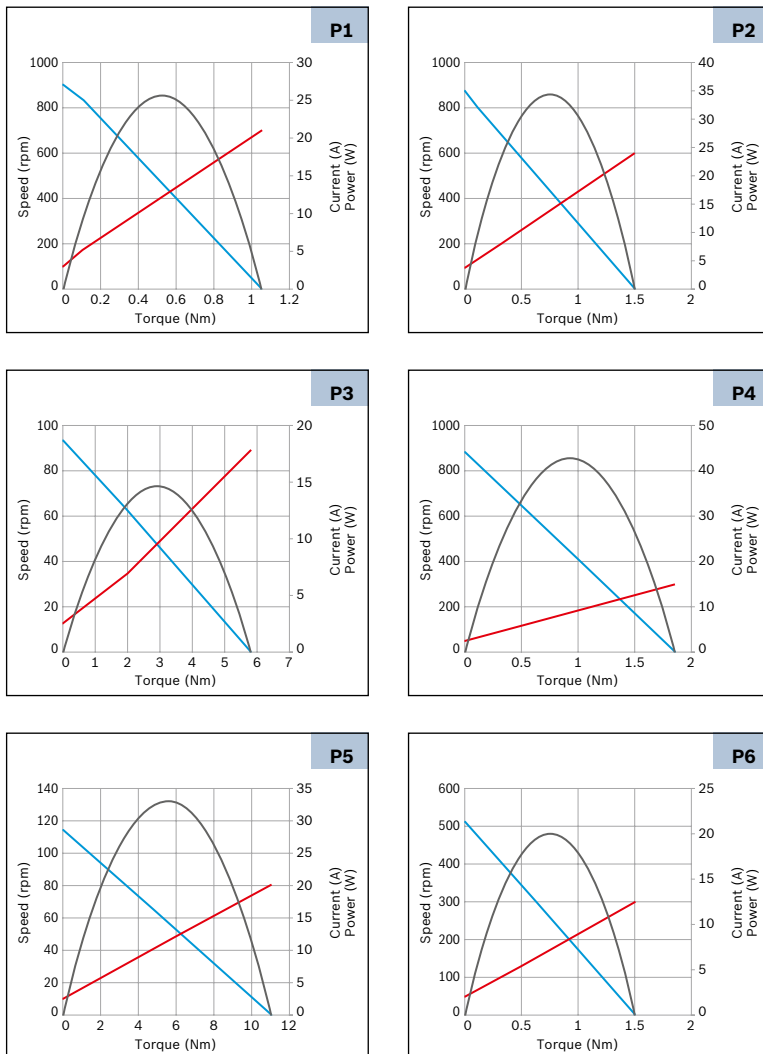 P1
Speed (rpm)
1000
800
600
400
200
0
0 0.2 0.4 0.6 0.8 1 1.2
Torque (Nm)
30
25
20
15
10
5
0
Current (A)
Power (W)
P2
Speed (rpm)
1000
800
600
400
200
0
0 0.5 1 1.5 2
Torque (Nm)
40
35
30
25
20
15
10
5
0
Current (A)
Power (W)
P3
Speed (rpm)
100
80
60
40
20
0
0 1 2 3 4 5 6 7
Torque (Nm)
20
15
10
5
0
Current (A)
Power (W)
P4
Speed (rpm)
1000
800
600
400
200
0
0 0.5 1 1.5 2
Torque (Nm)
50
40
30
20
10
0
Current (A)
Power (W)
P5
Speed (rpm)
140
120
100
80
60
40
20
0
0 2 4 6 8 10 12
Torque (Nm)
35
30
25
20
15
10
5
0
Current (A)
Power (W)
P6
Speed (rpm)
600
500
400
300
200
100
0
0 0.5 1 1.5 2
Torque (Nm)
25
20
15
10
5
0
Current (A)
Power (W)